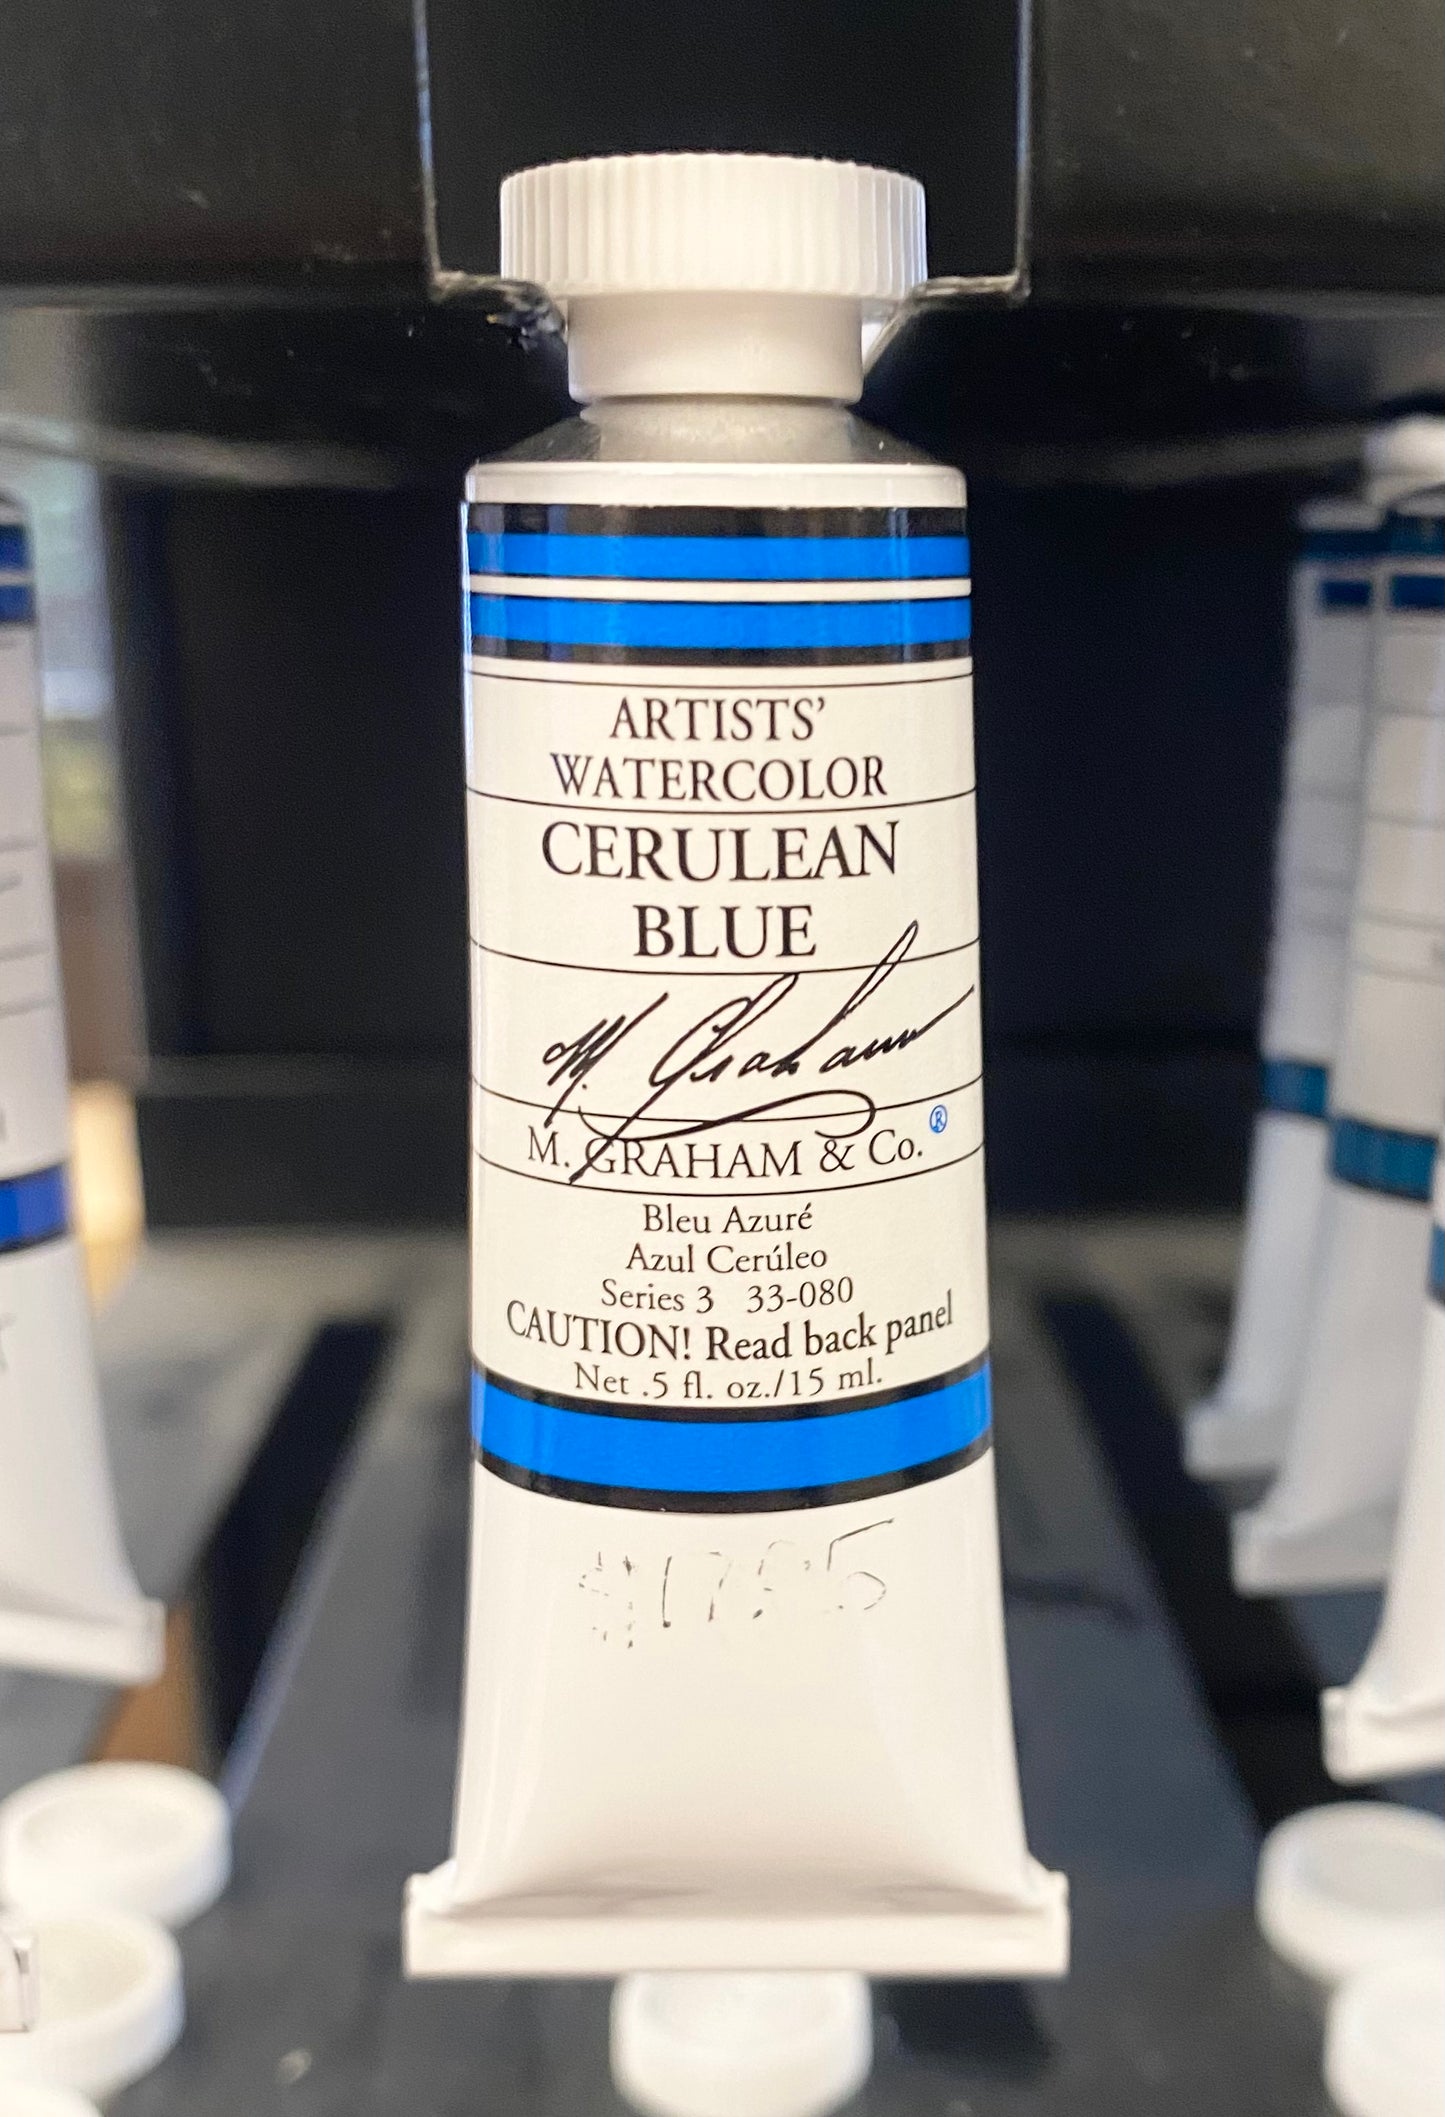 ARTISTS’
WATERCOLOR
CERULEAN
BLUE
M. Graham
M. GRAHAM & Co.®
Bleu Azuré
Azul Cerúleo
Series 3 33-080
CAUTION! Read back panel
Net .5 fl. oz./15 ml.